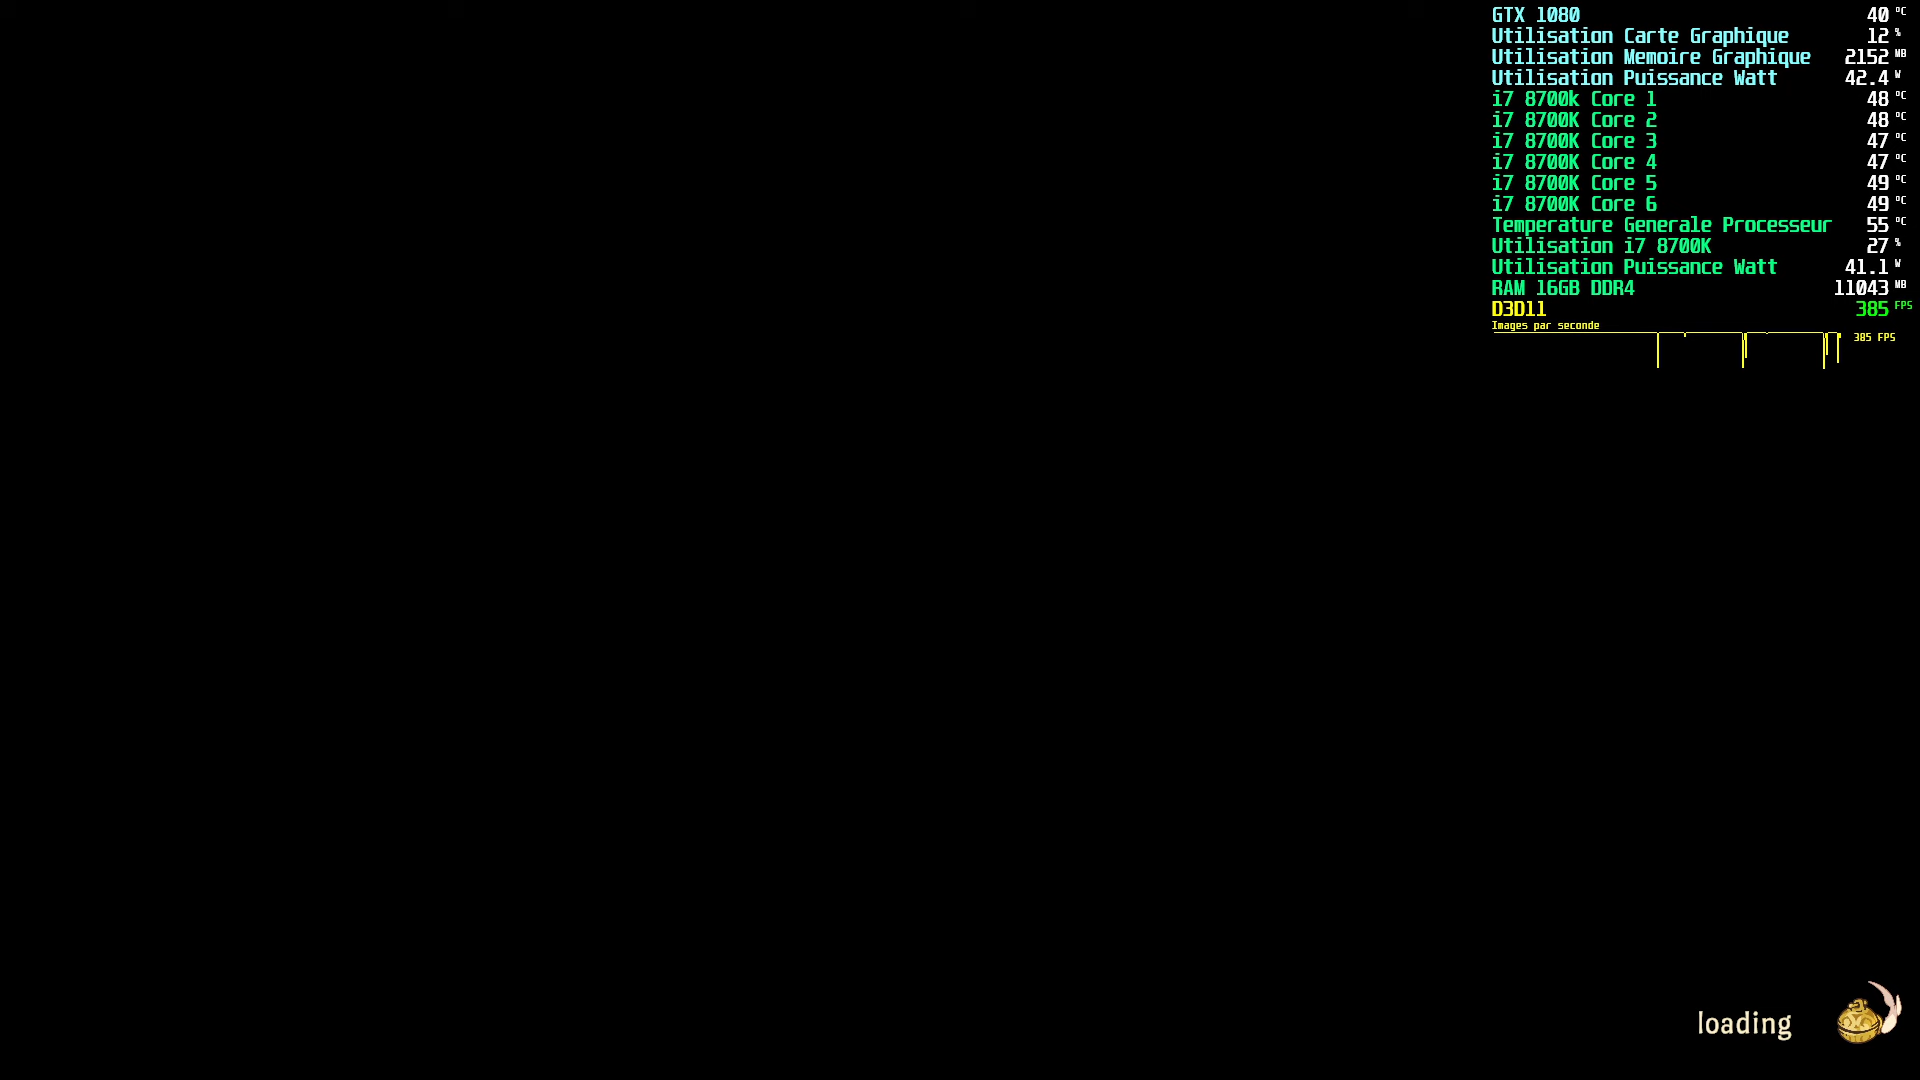 GTX 1080 40 °C
Utilisation Carte Graphique 12 %
Utilisation Memoire Graphique 2152 MB
Utilisation Puissance Watt 42.4 W
i7 8700k Core 1 48 °C
i7 8700K Core 2 48 °C
i7 8700K Core 3 47 °C
i7 8700K Core 4 47 °C
i7 8700K Core 5 49 °C
i7 8700K Core 6 49 °C
Temperature Generale Processeur 55 °C
Utilisation i7 8700K 27 %
Utilisation Puissance Watt 41.1 W
RAM 16GB DDR4 11043 MB
D3D11 385 FPS
Images par seconde
385 FPS
loading